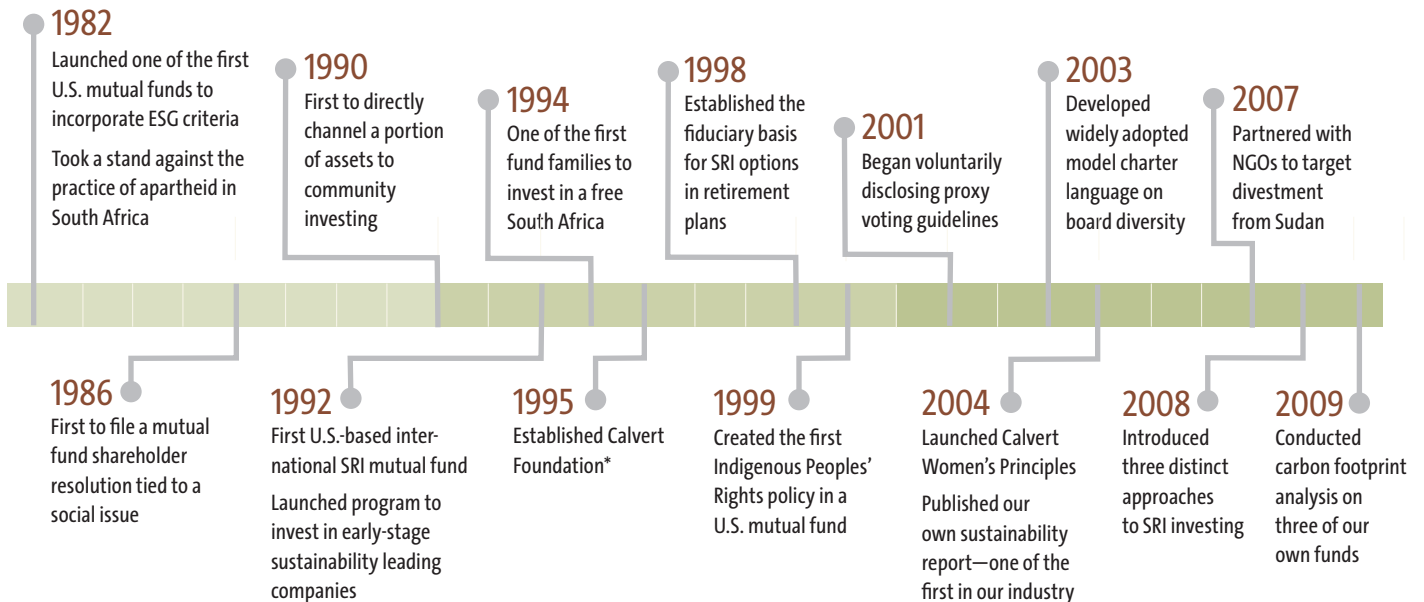 1982
Launched one of the first
U.S. mutual funds to
incorporate ESG criteria
Took a stand against the
practice of apartheid in
South Africa
1990
First to directly
channel a portion
of assets to
community
investing
1994
One of the first
fund families to
invest in a free
South Africa
1998
Established the
fiduciary basis
for SRI options
in retirement
plans
2001
Began voluntarily
disclosing proxy
voting guidelines
2003
Developed
widely adopted
model charter
language on
board diversity
2007
Partnered with
NGOs to target
divestment
from Sudan
1986
First to file a mutual
fund shareholder
resolution tied to a
social issue
1992
First U.S.-based inter-
national SRI mutual fund
Launched program to
invest in early-stage
sustainability leading
companies
1995
Established Calvert
Foundation*
1999
Created the first
Indigenous Peoples’
Rights policy in a
U.S. mutual fund
2004
Launched Calvert
Women’s Principles
Published our
own sustainability
report—one of the
first in our industry
2008
Introduced
three distinct
approaches
to SRI investing
2009
Conducted
carbon footprint
analysis on
three of our
own funds